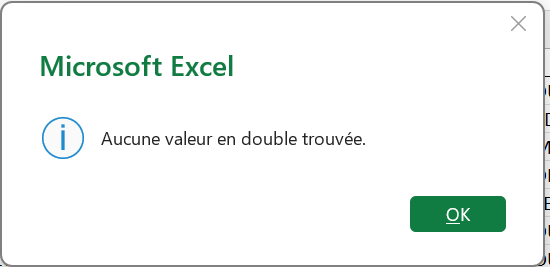 Microsoft Excel
Aucune valeur en double trouvée.
OK